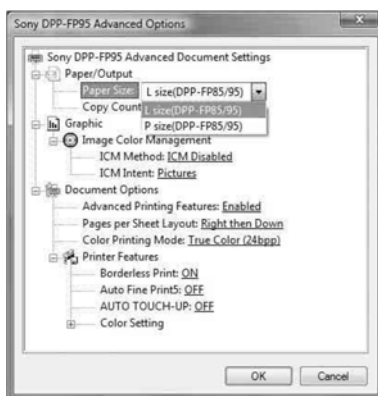 Sony DPP-FP95 Advanced Options
Sony DPP-FP95 Advanced Document Settings
Paper/Output
Paper Size: L size(DPP-FP85/95)
L size(DPP-FP85/95)
Copy Count
P size(DPP-FP85/95)
Graphic
Image Color Management
ICM Method: ICM Disabled
ICM Intent: Pictures
Document Options
Advanced Printing Features: Enabled
Pages per Sheet Layout: Right then Down
Color Printing Mode: True Color (24bpp)
Printer Features
Borderless Print: ON
Auto Fine Print5: OFF
AUTO TOUCH-UP: OFF
Color Setting
OK Cancel